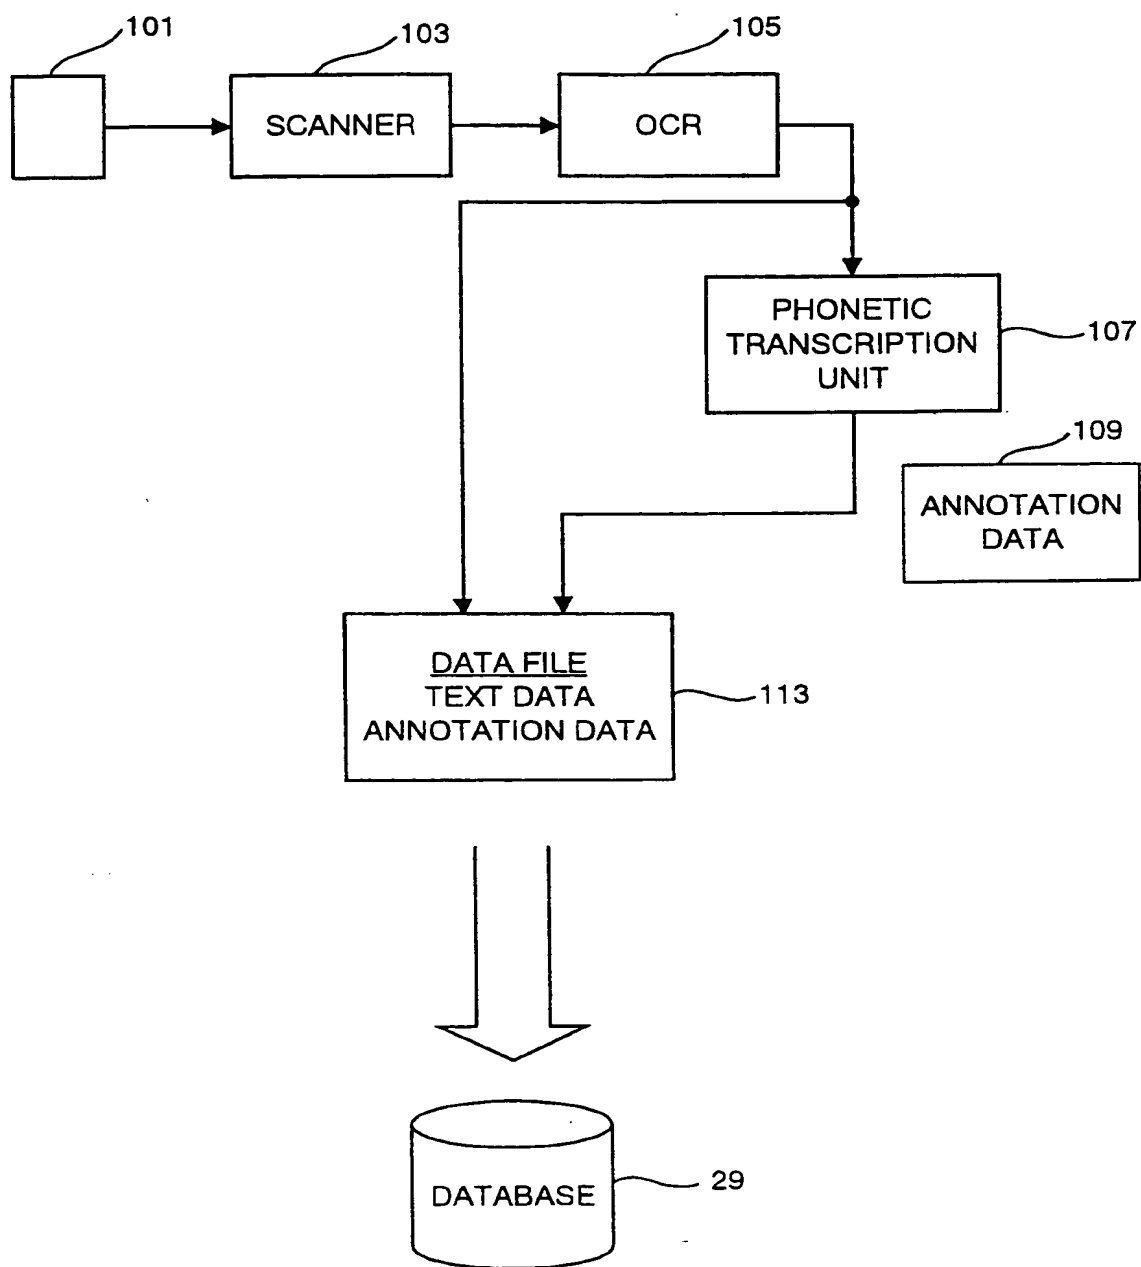 101
103
105
SCANNER
OCR
PHONETIC
TRANSCRIPTION
UNIT
107
109
ANNOTATION
DATA
DATA FILE
TEXT DATA
ANNOTATION DATA
113
DATABASE
29